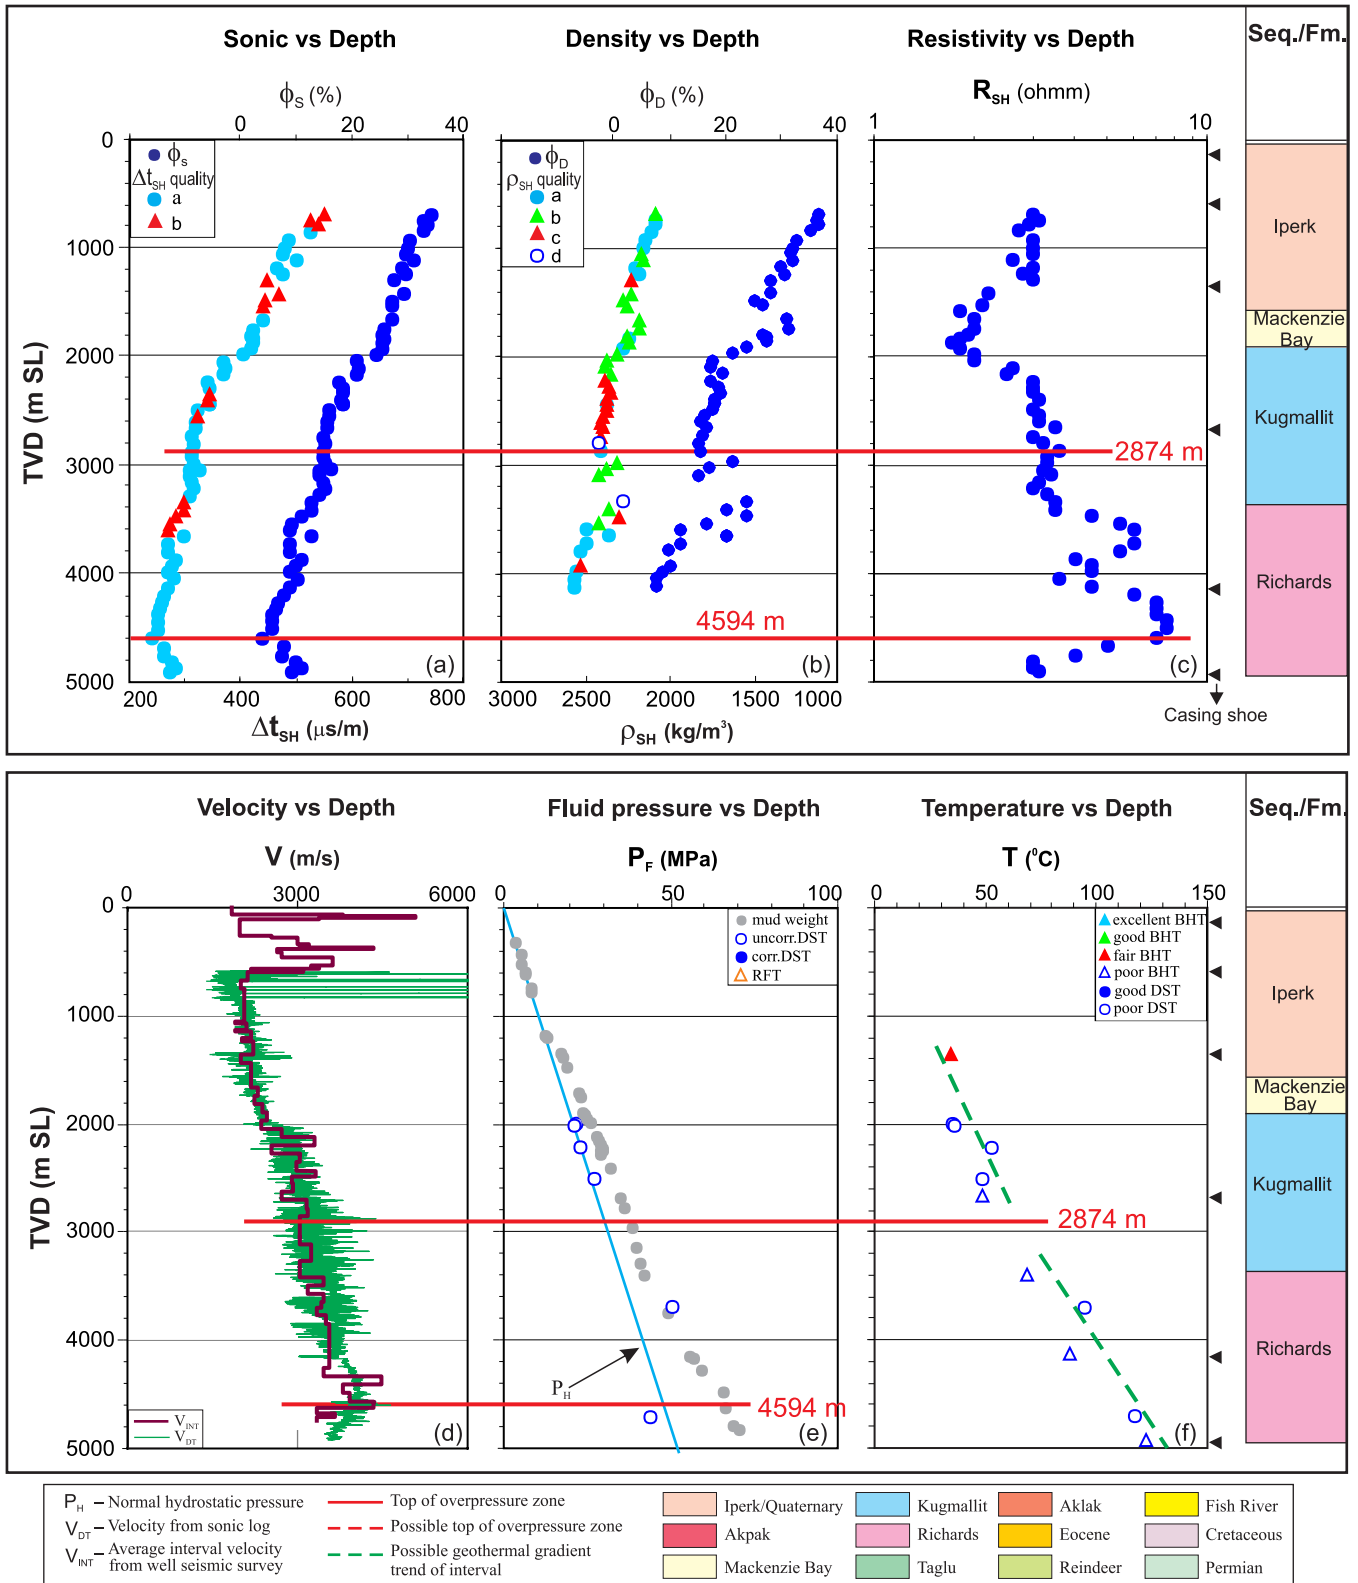 Sonic vs Depth
Density vs Depth
Resistivity vs Depth
Seq./Fm.
ϕS (%)
ϕD (%)
RSH (ohmm)
0 20 40
0 20 40
1 10
TVD (m SL)
0
1000
2000
3000
4000
5000
ϕs
ΔtSH quality
a
b
ϕD
ρSH quality
a
b
c
d
2874 m
4594 m
(a)
(b)
(c)
200 400 600 800
3000 2000 1000
2500 1500
ΔtSH (μs/m)
ρSH (kg/m³)
Casing shoe
Iperk
Mackenzie
Bay
Kugmallit
Richards
Velocity vs Depth
Fluid pressure vs Depth
Temperature vs Depth
Seq./Fm.
V (m/s)
PF (MPa)
T (⁰C)
0 3000 6000
0 50 100
0 50 100 150
TVD (m SL)
0
1000
2000
3000
4000
5000
mud weight
uncorr.DST
corr.DST
RFT
excellent BHT
good BHT
fair BHT
poor BHT
good DST
poor DST
2874 m
4594 m
PH
VINT
VDT
(d)
(e)
(f)
Iperk
Mackenzie
Bay
Kugmallit
Richards
PH – Normal hydrostatic pressure
VDT – Velocity from sonic log
VINT – Average interval velocity
from well seismic survey
Top of overpressure zone
Possible top of overpressure zone
Possible geothermal gradient
trend of interval
Iperk/Quaternary
Kugmallit
Aklak
Fish River
Akpak
Richards
Eocene
Cretaceous
Mackenzie Bay
Taglu
Reindeer
Permian